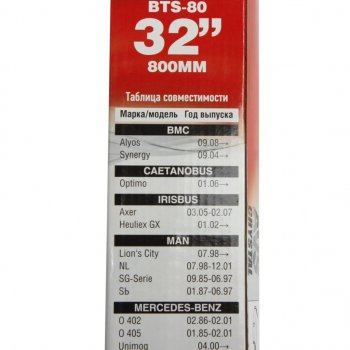 BTS-80
32”
800ММ
Таблица совместимости
Марка/модель Год выпуска
BMC
Alyos 09.08→
Synergy 09.04→
CAETANOBUS
Optimo 01.06→
IRISBUS
Axer 03.05-02.07
Heuliex GX 01.02→
MAN
Lion's City 07.98→
NL 07.98-12.01
SG-Serie 09.85-06.97
Sь 01.87-06.97
MERCEDES-BENZ
O 402 02.86-02.01
O 405 01.85-02.01
Unimog 04.00→
CRYSTAL